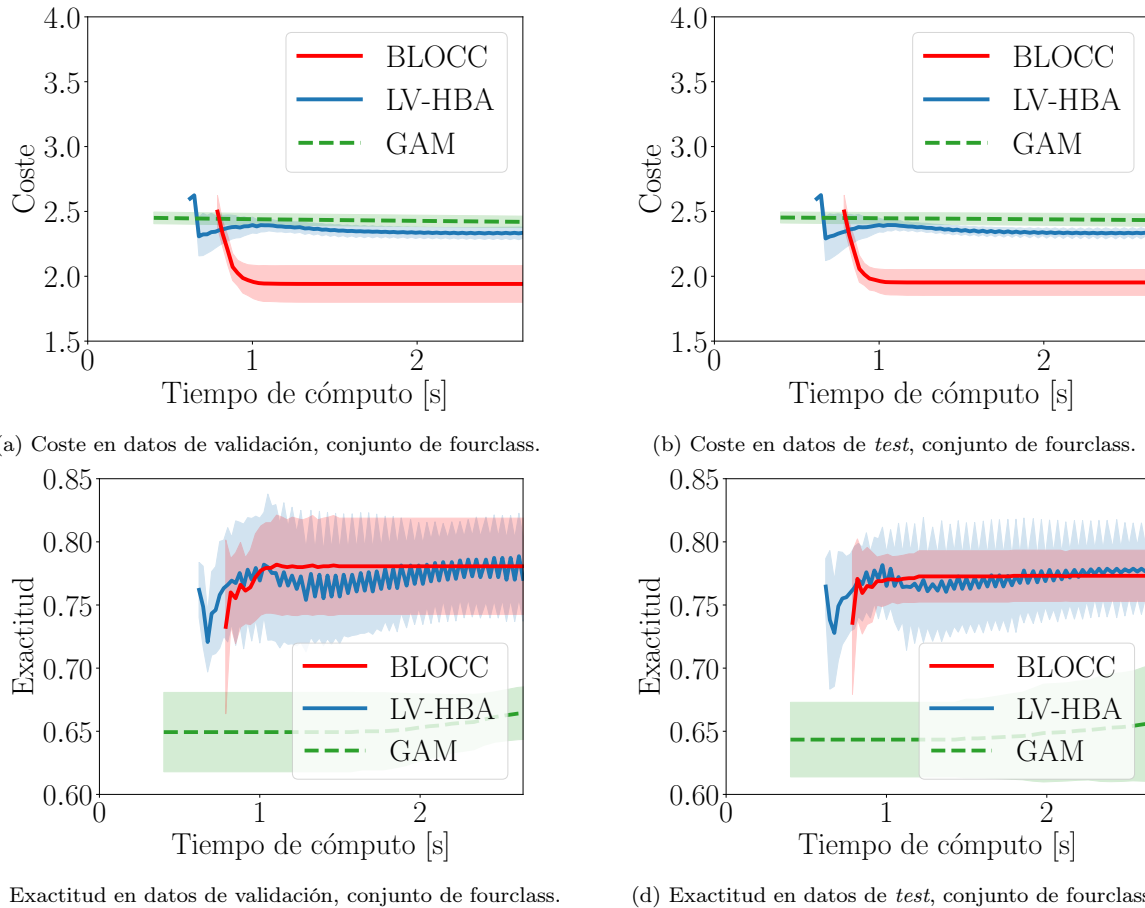 4.0
3.5
3.0
2.5
2.0
1.5
Coste
BLOCC
LV-HBA
GAM
0
1
2
Tiempo de cómputo [s]
(a) Coste en datos de validación, conjunto de fourclass.
4.0
3.5
3.0
2.5
2.0
1.5
Coste
BLOCC
LV-HBA
GAM
0
1
2
Tiempo de cómputo [s]
(b) Coste en datos de test, conjunto de fourclass.
0.85
0.80
0.75
0.70
0.65
0.60
Exactitud
BLOCC
LV-HBA
GAM
0
1
2
Tiempo de cómputo [s]
Exactitud en datos de validación, conjunto de fourclass.
0.85
0.80
0.75
0.70
0.65
0.60
Exactitud
BLOCC
LV-HBA
GAM
0
1
2
Tiempo de cómputo [s]
(d) Exactitud en datos de test, conjunto de fourclass